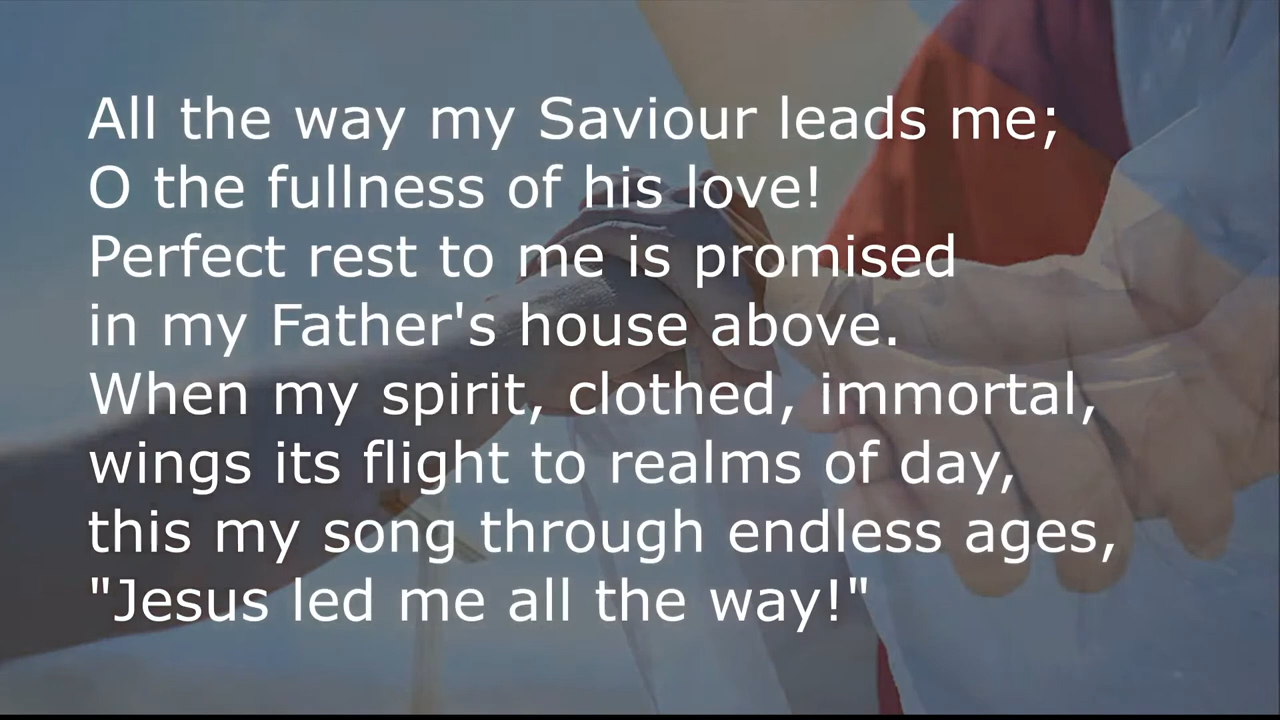 All the way my Saviour leads me;
O the fullness of his love!
Perfect rest to me is promised
in my Father's house above.
When my spirit, clothed, immortal,
wings its flight to realms of day,
this my song through endless ages,
"Jesus led me all the way!"